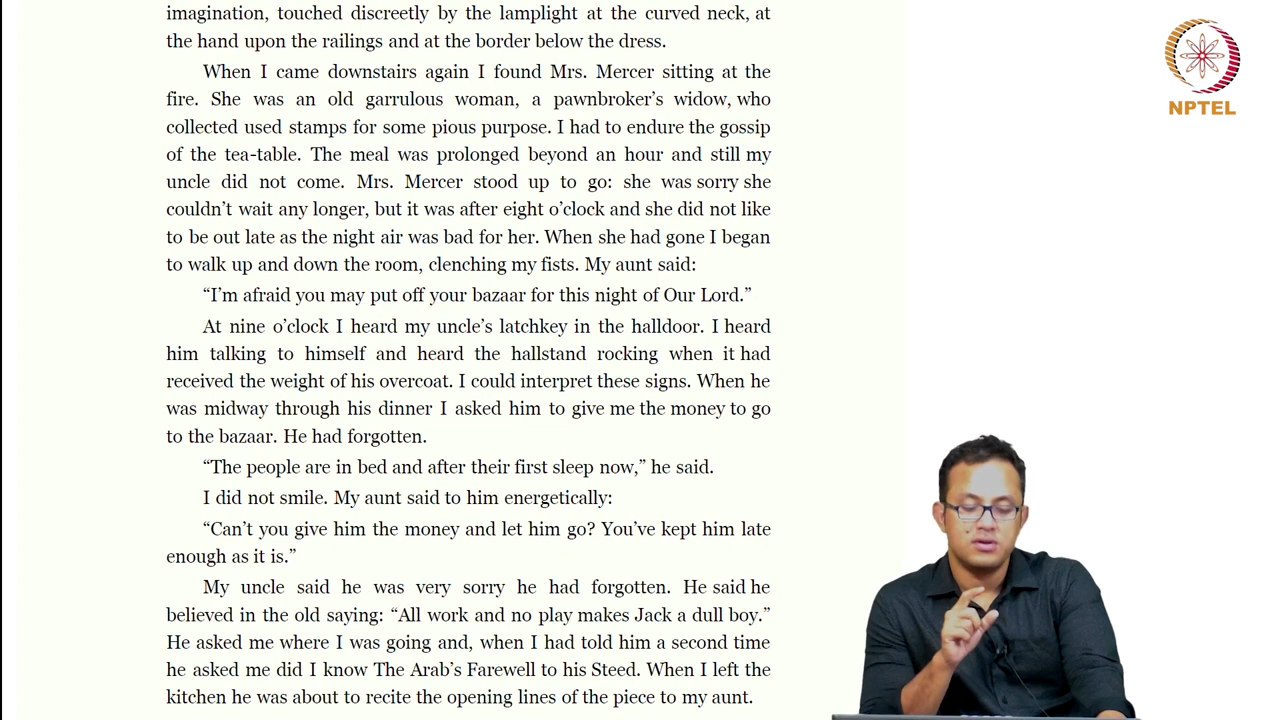 imagination, touched discreetly by the lamplight at the curved neck, at
the hand upon the railings and at the border below the dress.
When I came downstairs again I found Mrs. Mercer sitting at the
fire. She was an old garrulous woman, a pawnbroker's widow, who
collected used stamps for some pious purpose. I had to endure the gossip
of the tea-table. The meal was prolonged beyond an hour and still my
uncle did not come. Mrs. Mercer stood up to go: she was sorry she
couldn't wait any longer, but it was after eight o'clock and she did not like
to be out late as the night air was bad for her. When she had gone I began
to walk up and down the room, clenching my fists. My aunt said:
“I'm afraid you may put off your bazaar for this night of Our Lord.”
At nine o'clock I heard my uncle's latchkey in the halldoor. I heard
him talking to himself and heard the hallstand rocking when it had
received the weight of his overcoat. I could interpret these signs. When he
was midway through his dinner I asked him to give me the money to go
to the bazaar. He had forgotten.
“The people are in bed and after their first sleep now,” he said.
I did not smile. My aunt said to him energetically:
“Can't you give him the money and let him go? You've kept him late
enough as it is.”
My uncle said he was very sorry he had forgotten. He said he
believed in the old saying: “All work and no play makes Jack a dull boy.”
He asked me where I was going and, when I had told him a second time
he asked me did I know The Arab's Farewell to his Steed. When I left the
kitchen he was about to recite the opening lines of the piece to my aunt.
NPTEL